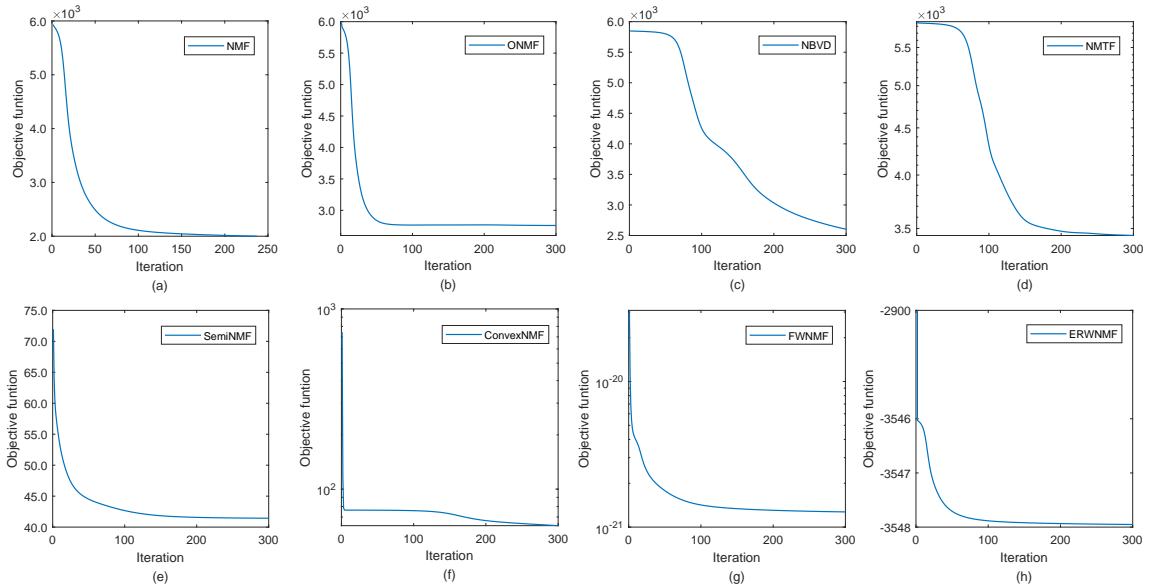 ×10³
6.0
5.0
4.0
3.0
2.0
0 50 100 150 200 250
Objective funtion
Iteration
NMF
(a)
×10³
6.0
5.5
5.0
4.5
4.0
3.5
3.0
0 100 200 300
Objective funtion
Iteration
ONMF
(b)
×10³
6.0
5.5
5.0
4.5
4.0
3.5
3.0
2.5
0 100 200 300
Objective funtion
Iteration
NBVD
(c)
×10³
5.5
5.0
4.5
4.0
3.5
0 100 200 300
Objective funtion
Iteration
NMTF
(d)
75.0
70.0
65.0
60.0
55.0
50.0
45.0
40.0
0 100 200 300
Objective funtion
Iteration
SemiNMF
(e)
10³
10²
0 100 200 300
Objective funtion
Iteration
ConvexNMF
(f)
10⁻²⁰
10⁻²¹
0 100 200 300
Objective funtion
Iteration
FWNMF
(g)
-2900
-3546
-3547
-3548
0 100 200 300
Objective funtion
Iteration
ERWNMF
(h)